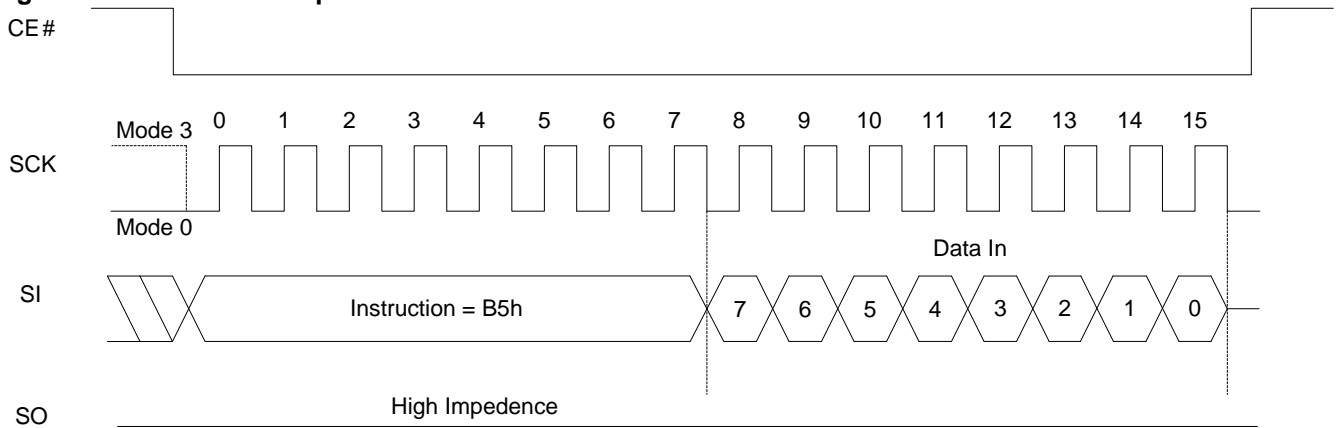 CE#
Mode 3 0 1 2 3 4 5 6 7 8 9 10 11 12 13 14 15
SCK
Mode 0
Data In
SI Instruction = B5h 7 6 5 4 3 2 1 0
High Impedence
SO